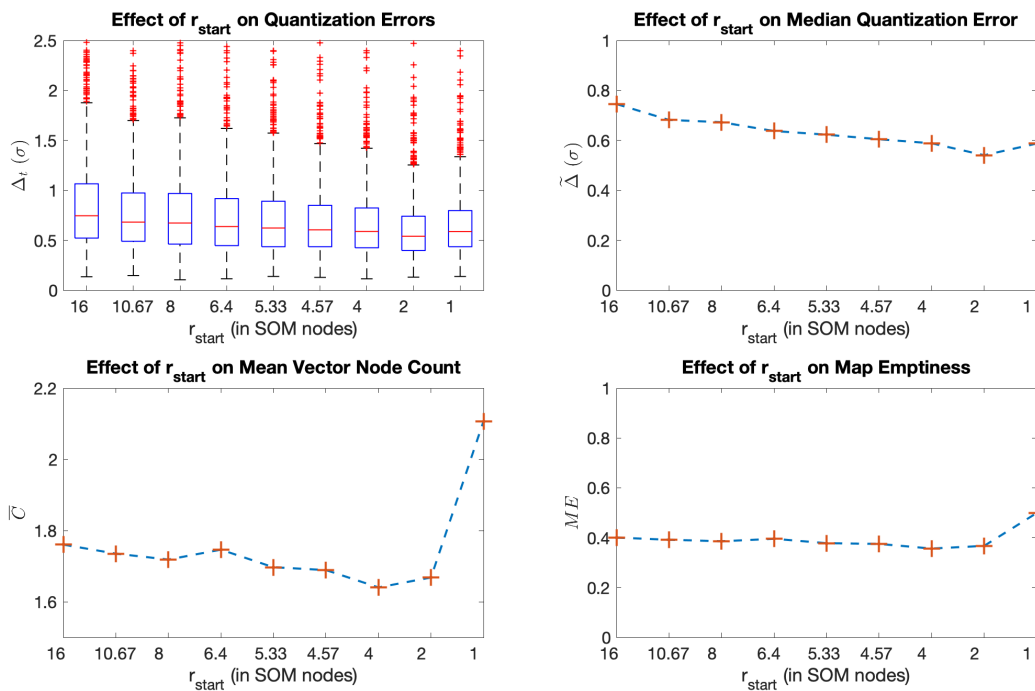 Effect of r_start on Quantization Errors
2.5
2
1.5
1
0.5
0
Δ_t (σ)
16 10.67 8 6.4 5.33 4.57 4 2 1
r_start (in SOM nodes)
Effect of r_start on Median Quantization Error
1
0.8
0.6
0.4
0.2
0
Δ̃ (σ)
16 10.67 8 6.4 5.33 4.57 4 2 1
r_start (in SOM nodes)
Effect of r_start on Mean Vector Node Count
2.2
2
1.8
1.6
C̅
16 10.67 8 6.4 5.33 4.57 4 2 1
r_start (in SOM nodes)
Effect of r_start on Map Emptiness
1
0.8
0.6
0.4
0.2
0
ME
16 10.67 8 6.4 5.33 4.57 4 2 1
r_start (in SOM nodes)